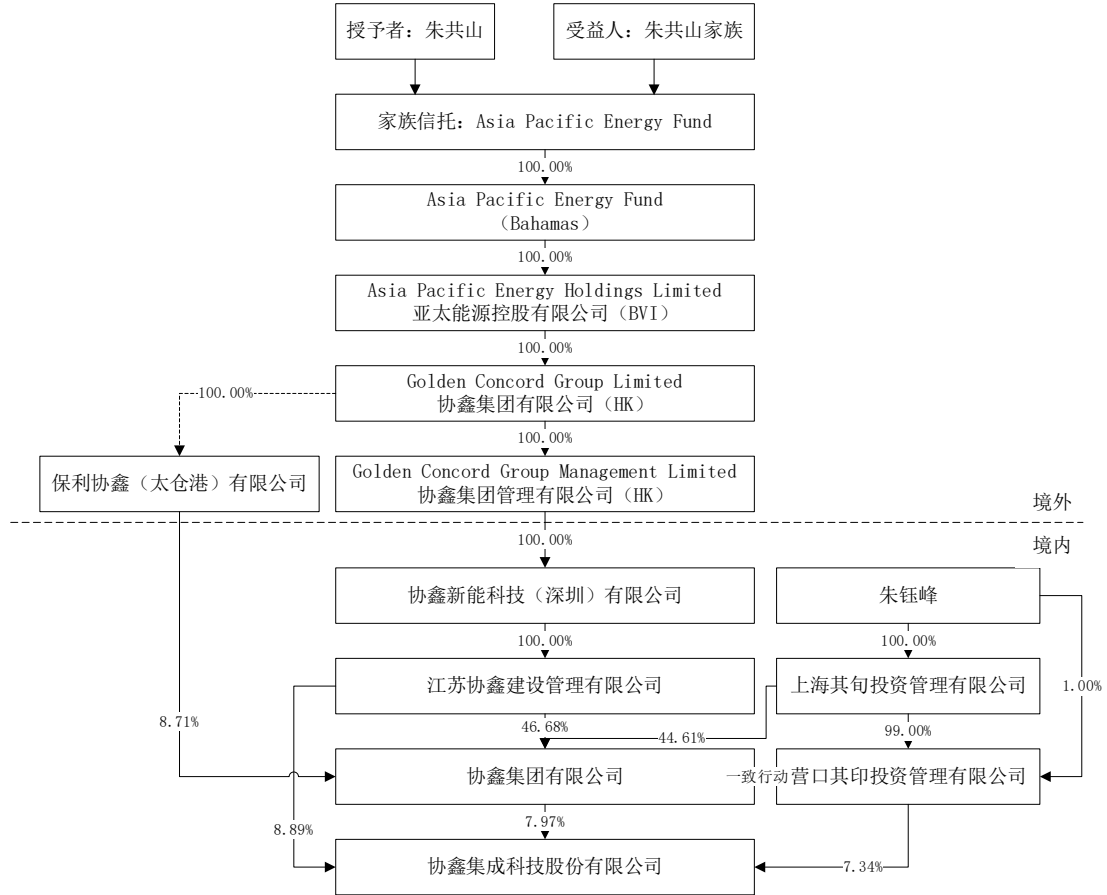 授予者：朱共山
受益人：朱共山家族
家族信托：Asia Pacific Energy Fund
100.00%
Asia Pacific Energy Fund
（Bahamas）
100.00%
Asia Pacific Energy Holdings Limited
亚太能源控股有限公司（BVI）
100.00%
Golden Concord Group Limited
协鑫集团有限公司（HK）
100.00%
100.00%
保利协鑫（太仓港）有限公司
Golden Concord Group Management Limited
协鑫集团管理有限公司（HK）
境外
100.00%
境内
协鑫新能科技（深圳）有限公司
朱钰峰
100.00%
100.00%
江苏协鑫建设管理有限公司
上海其旬投资管理有限公司
1.00%
8.71%
46.68%
44.61%
99.00%
协鑫集团有限公司
一致行动
营口其印投资管理有限公司
8.89%
7.97%
7.34%
协鑫集成科技股份有限公司